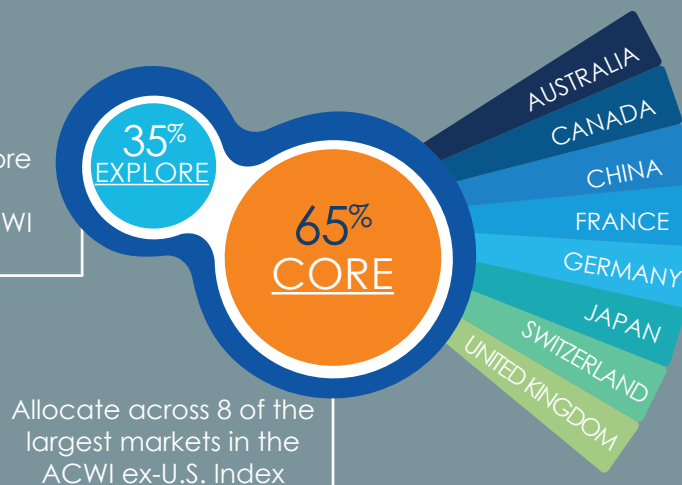 35%
EXPLORE
65%
CORE
AUSTRALIA
CANADA
CHINA
FRANCE
GERMANY
JAPAN
SWITZERLAND
UNITED KINGDOM
Allocate across 8 of the
largest markets in the
ACWI ex-U.S. Index